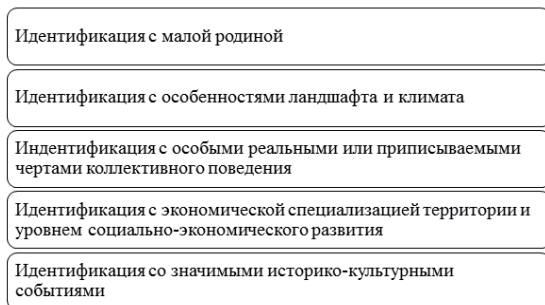 Идентификация с малой родиной
Идентификация с особенностями ландшафта и климата
Индентификация с особыми реальными или приписываемыми
чертами коллективного поведения
Идентификация с экономической специализацией территории и
уровнем социально-экономического развития
Идентификация со значимыми историко-культурными
событиями